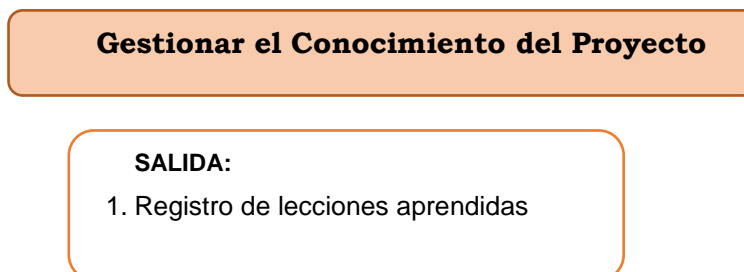 Gestionar el Conocimiento del Proyecto
SALIDA:
1. Registro de lecciones aprendidas